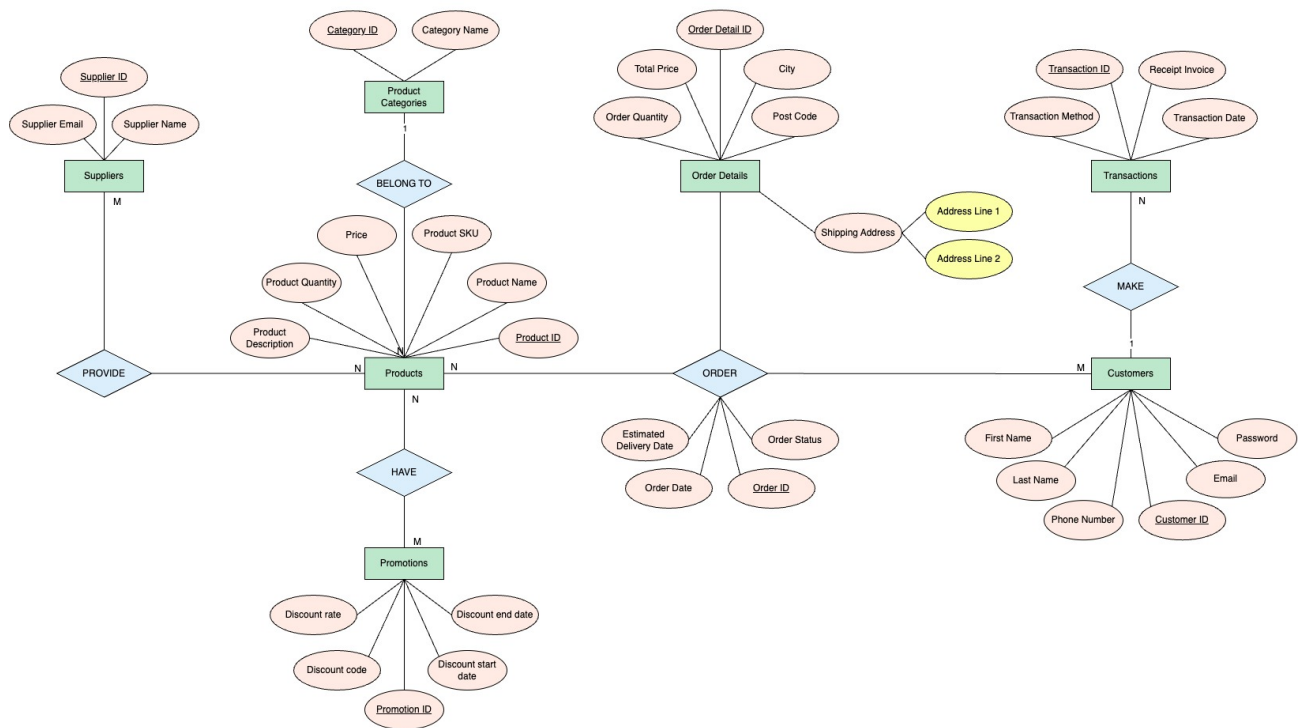 Category ID
Category Name
Order Detail ID
Supplier ID
Total Price
City
Transaction ID
Receipt Invoice
Product
Categories
Supplier Email
Supplier Name
Order Quantity
Post Code
Transaction Method
Transaction Date
1
Suppliers
BELONG TO
Order Details
Transactions
M
N
Address Line 1
Price
Product SKU
Shipping Address
Address Line 2
Product Quantity
Product Name
MAKE
Product
Description
Product ID
1
N
PROVIDE
N
Products
N
ORDER
M
Customers
N
Estimated
Delivery Date
Order Status
First Name
Password
HAVE
Order Date
Order ID
Last Name
Email
Phone Number
Customer ID
M
Promotions
Discount rate
Discount end date
Discount code
Discount start
date
Promotion ID